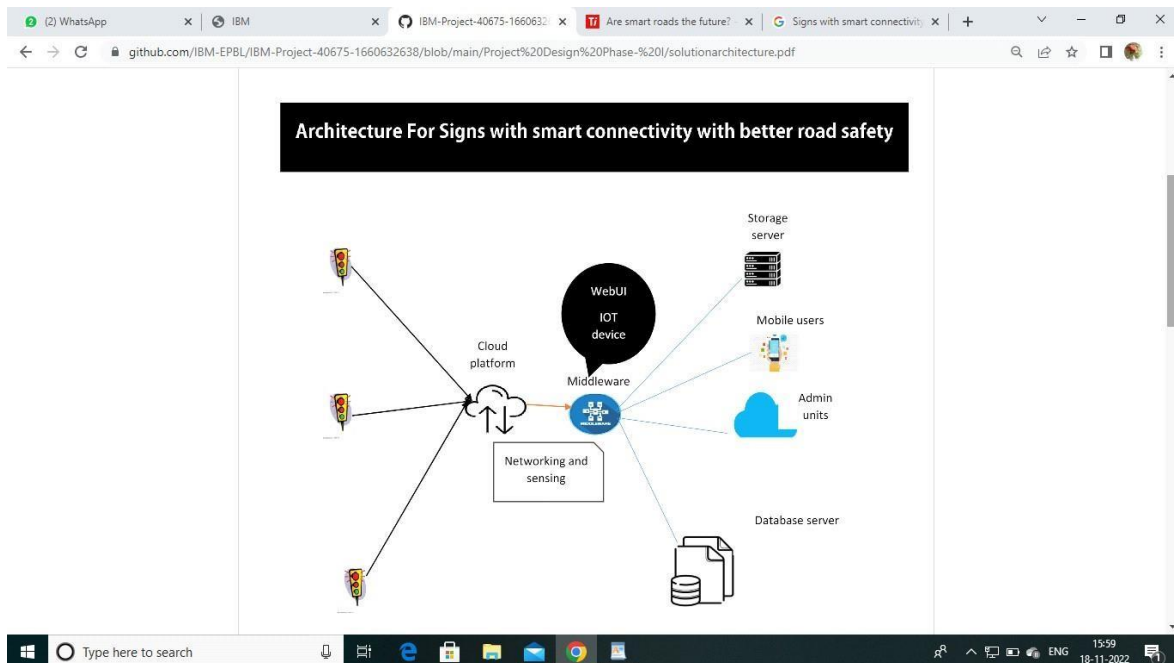 (2) WhatsApp
IBM
IBM-Project-40675-16606326
Are smart roads the future?
Signs with smart connectivity
github.com/IBM-EPBL/IBM-Project-40675-1660632638/blob/main/Project%20Design%20Phase-%20I/solutionarchitecture.pdf
Architecture For Signs with smart connectivity with better road safety
Storage
server
WebUI
IOT
device
Mobile users
Cloud
platform
Middleware
MIDDLEWARE
Admin
units
Networking and
sensing
Database server
Type here to search
ENG
15:59
18-11-2022